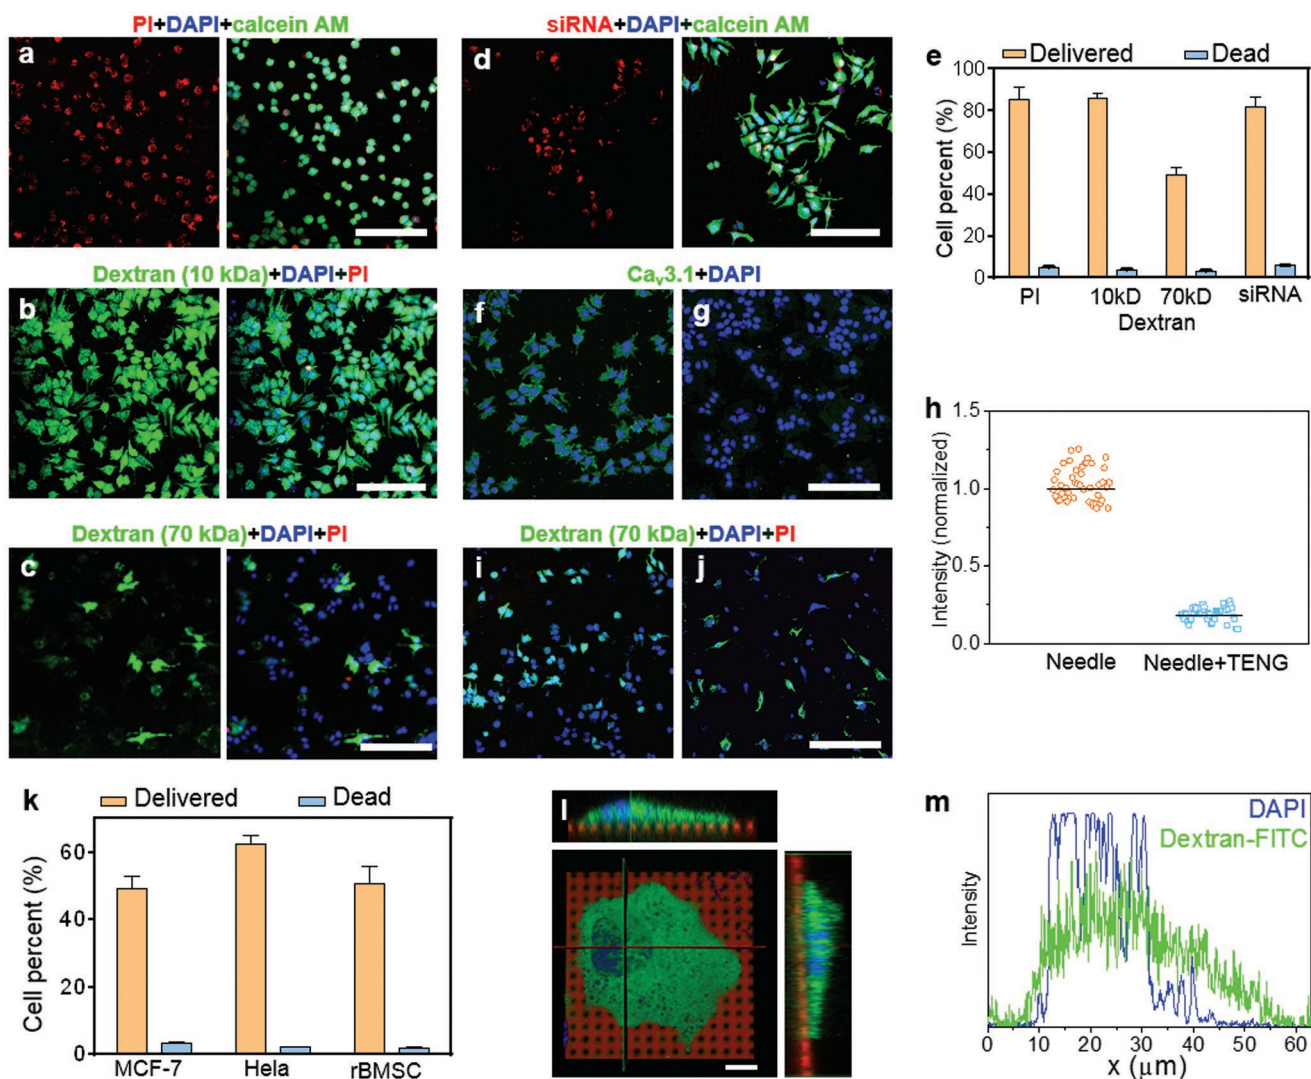 PI+DAPI+calcein AM
a
siRNA+DAPI+calcein AM
d
e
Delivered
Dead
Cell percent (%)
100
80
60
40
20
0
PI
10kD
70kD
siRNA
Dextran
Dextran (10 kDa)+DAPI+PI
b
Cav3.1+DAPI
f
g
h
Intensity (normalized)
1.5
1.0
0.5
0.0
Needle
Needle+TENG
Dextran (70 kDa)+DAPI+PI
c
Dextran (70 kDa)+DAPI+PI
i
j
k
Delivered
Dead
Cell percent (%)
60
40
20
0
MCF-7
Hela
rBMSC
l
m
DAPI
Dextran-FITC
Intensity
0
10
20
30
40
50
60
x (μm)